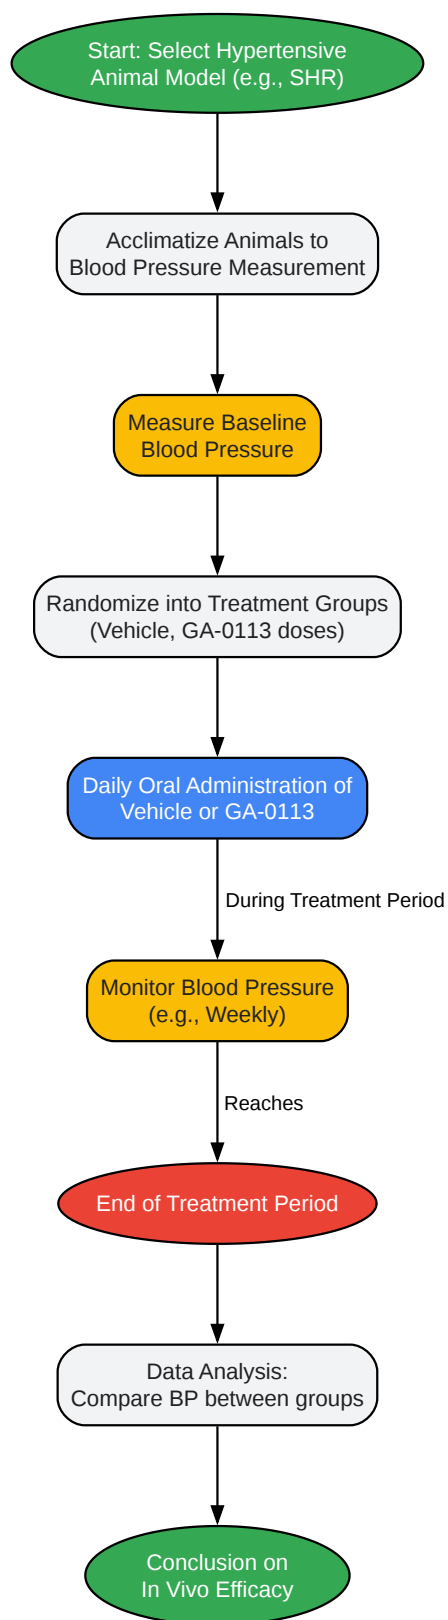 Start: Select Hypertensive
Animal Model (e.g., SHR)
Acclimatize Animals to
Blood Pressure Measurement
Measure Baseline
Blood Pressure
Randomize into Treatment Groups
(Vehicle, GA-0113 doses)
Daily Oral Administration of
Vehicle or GA-0113
During Treatment Period
Monitor Blood Pressure
(e.g., Weekly)
Reaches
End of Treatment Period
Data Analysis:
Compare BP between groups
Conclusion on
In Vivo Efficacy